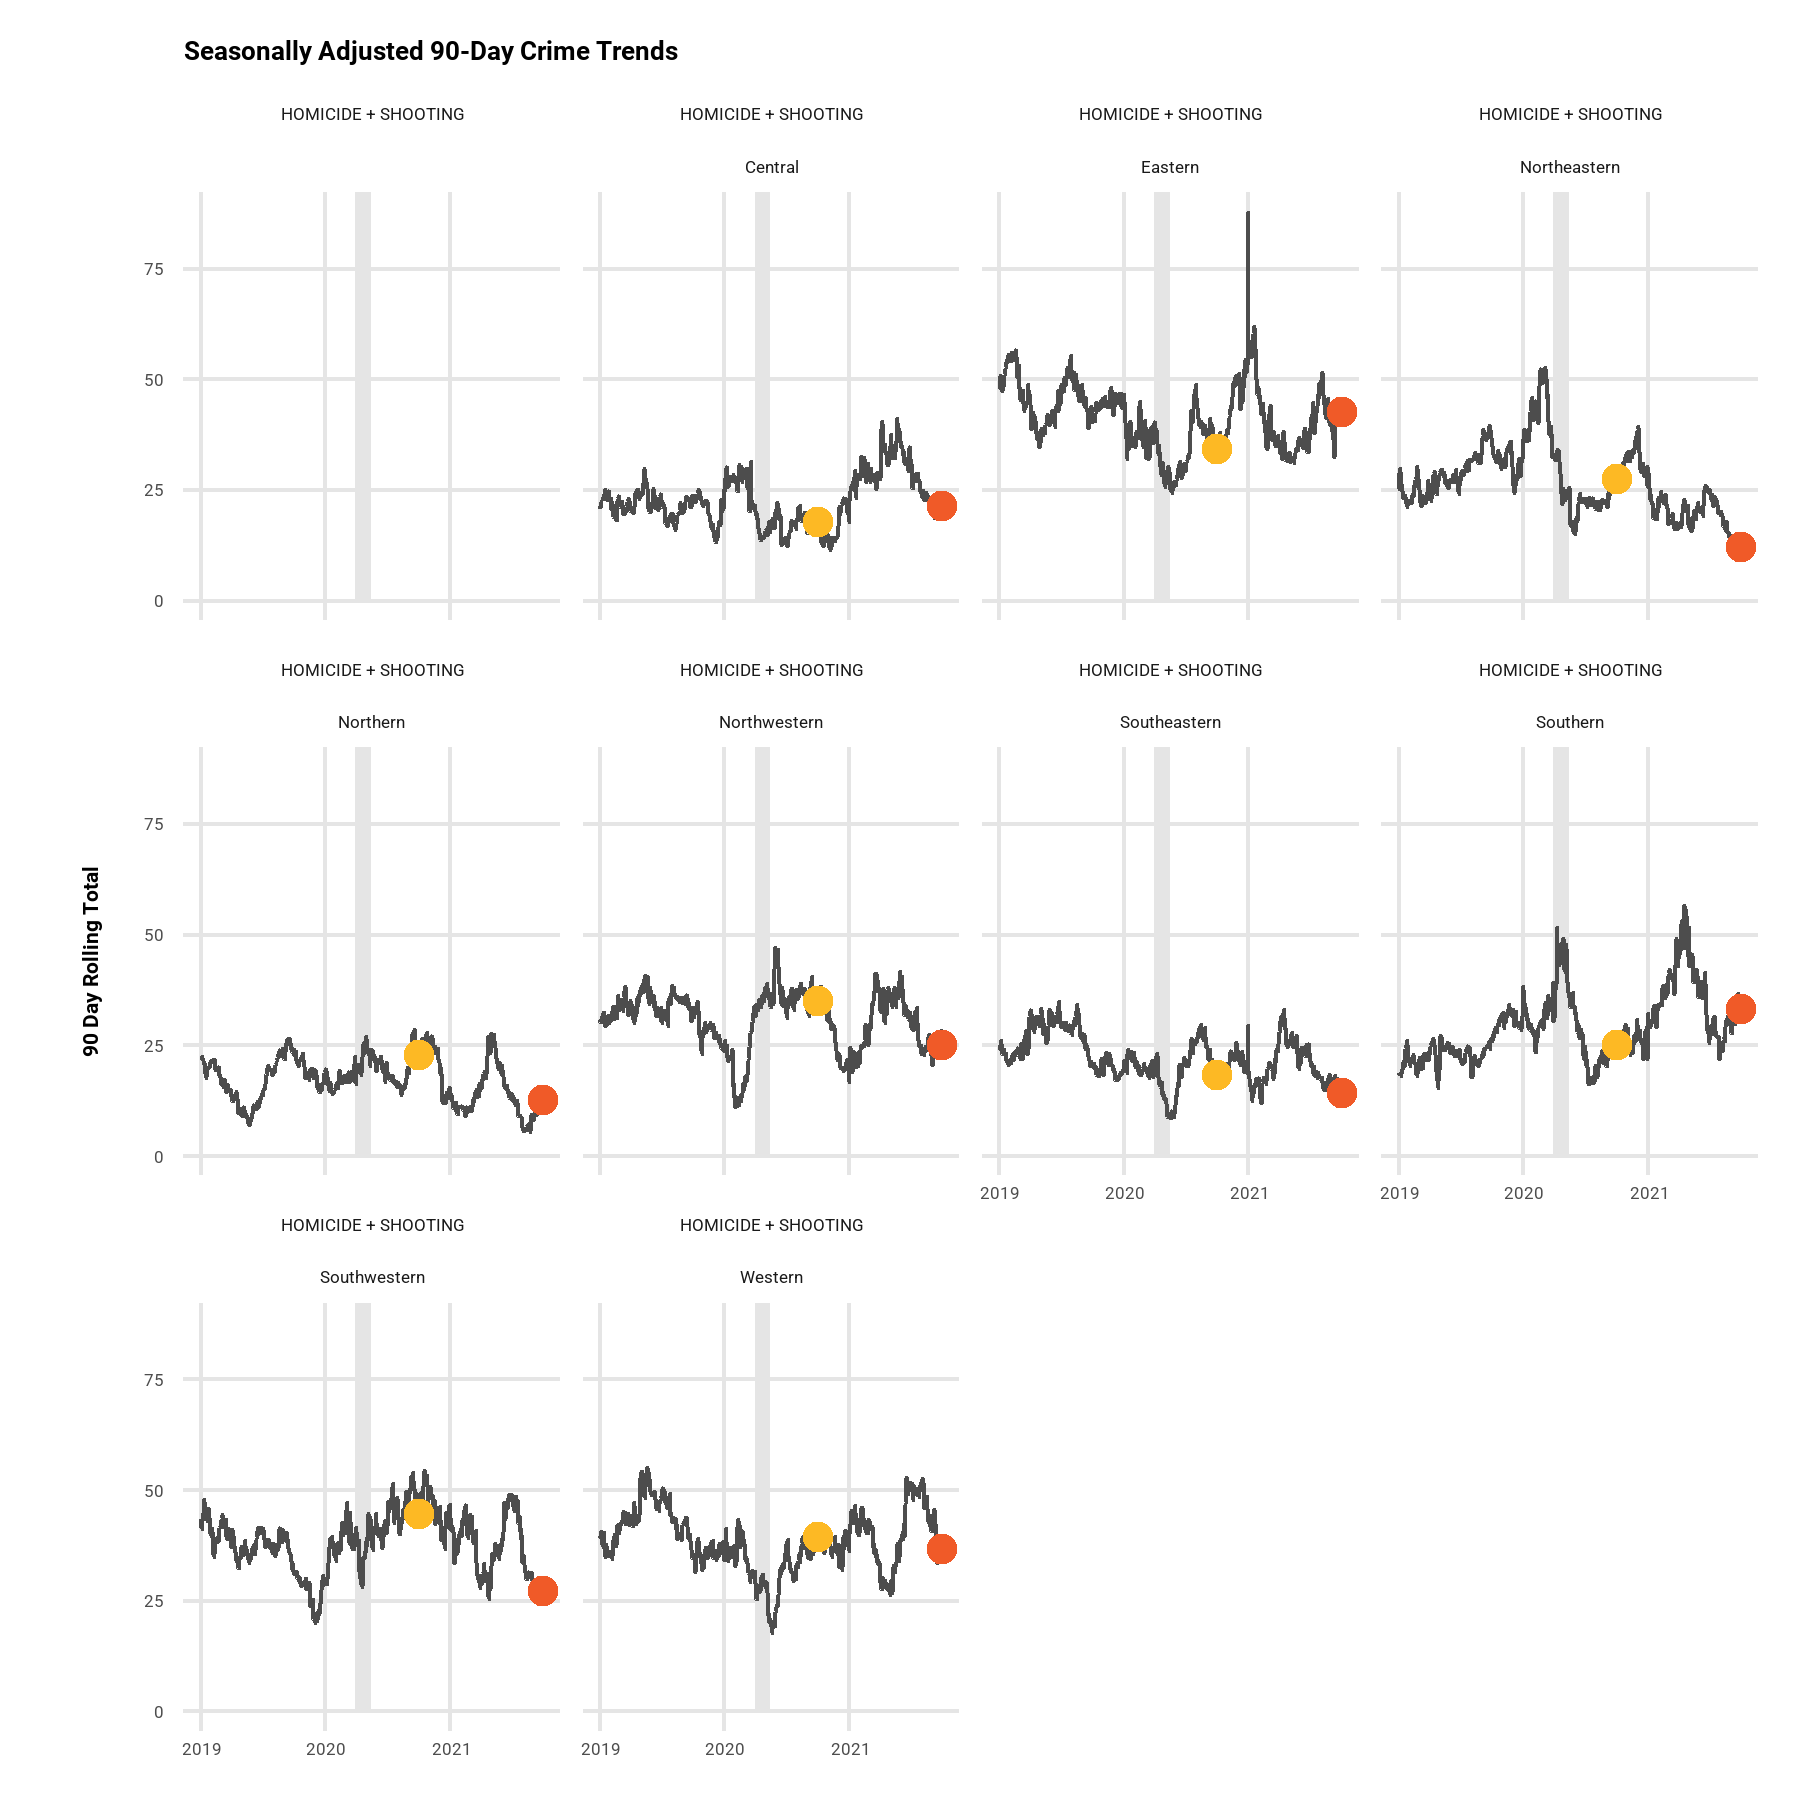 Seasonally Adjusted 90-Day Crime Trends
HOMICIDE + SHOOTING
HOMICIDE + SHOOTING
HOMICIDE + SHOOTING
HOMICIDE + SHOOTING
Central
Eastern
Northeastern
75
50
25
0
HOMICIDE + SHOOTING
HOMICIDE + SHOOTING
HOMICIDE + SHOOTING
HOMICIDE + SHOOTING
Northern
Northwestern
Southeastern
Southern
90 Day Rolling Total
75
50
25
0
2019
2020
2021
2019
2020
2021
HOMICIDE + SHOOTING
HOMICIDE + SHOOTING
Southwestern
Western
75
50
25
0
2019
2020
2021
2019
2020
2021